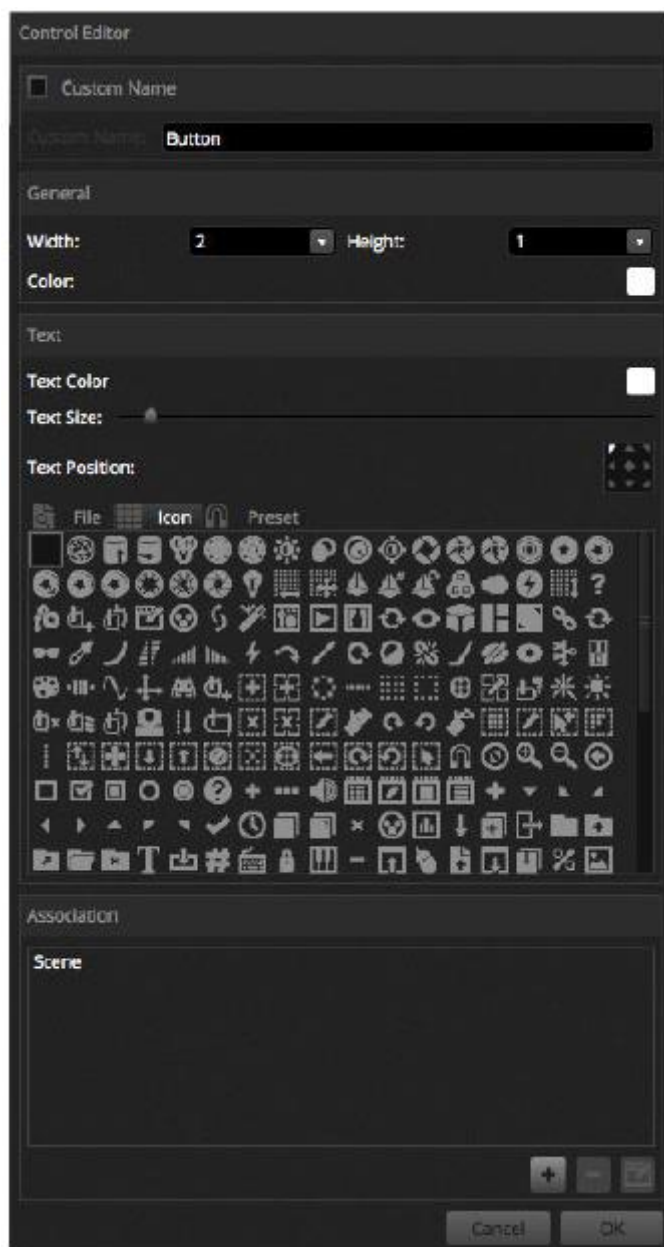 Control Editor
Custom Name
Custom Name: Button
General
Width: 2 Height: 1
Color:
Text
Text Color
Text Size:
Text Position:
File Icon Preset
Association
Scene
Cancel OK